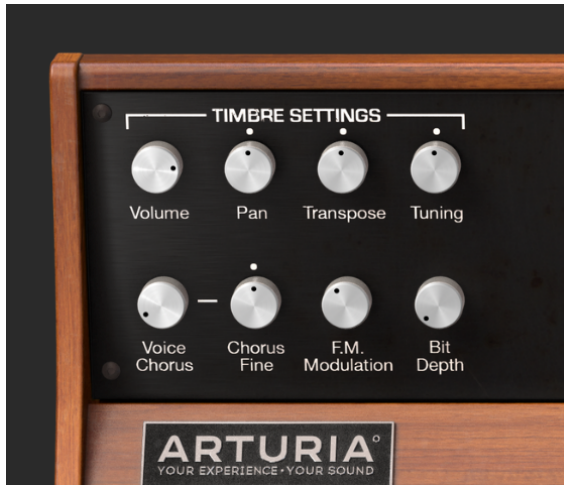 TIMBRE SETTINGS
Volume
Pan
Transpose
Tuning
Voice
Chorus
Chorus
Fine
F.M.
Modulation
Bit
Depth
ARTURIA
YOUR EXPERIENCE • YOUR SOUND